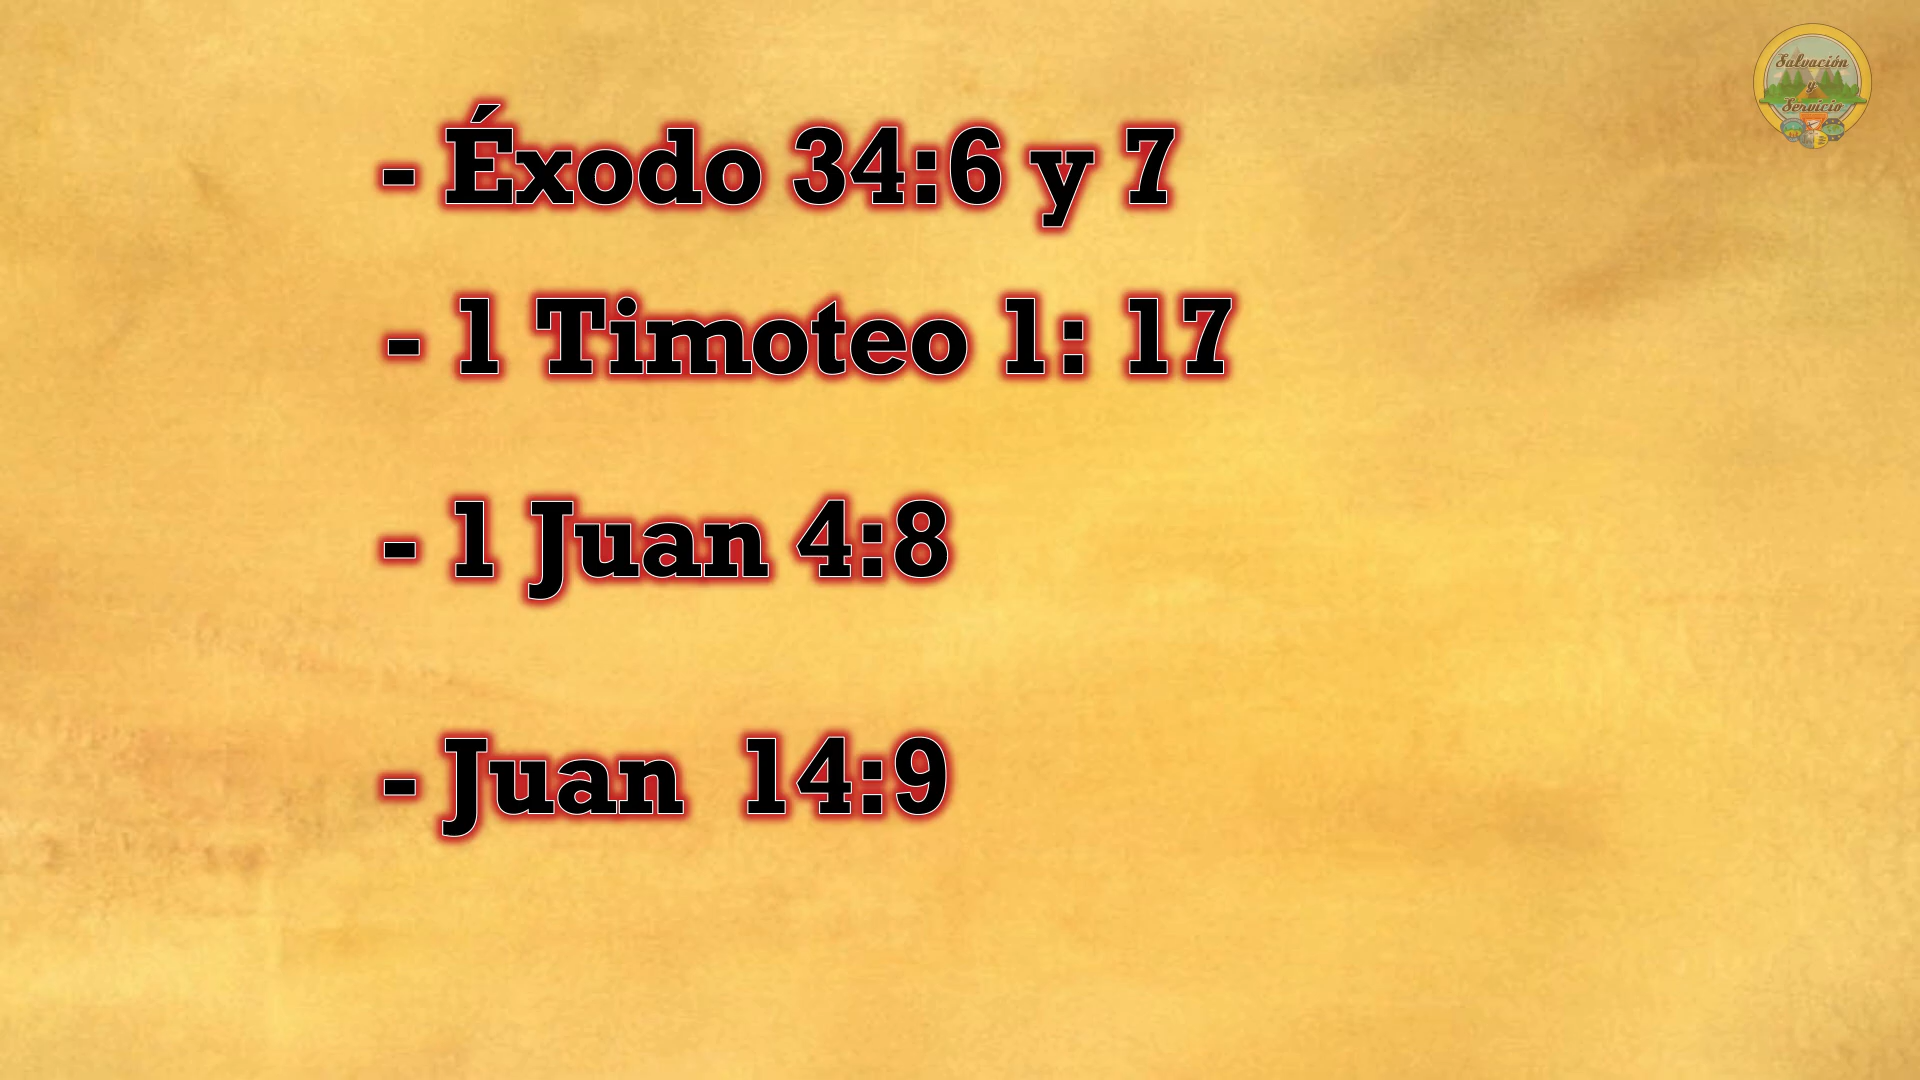 Salvación
y
Servicio
- Éxodo 34:6 y 7
- 1 Timoteo 1: 17
- 1 Juan 4:8
- Juan  14:9